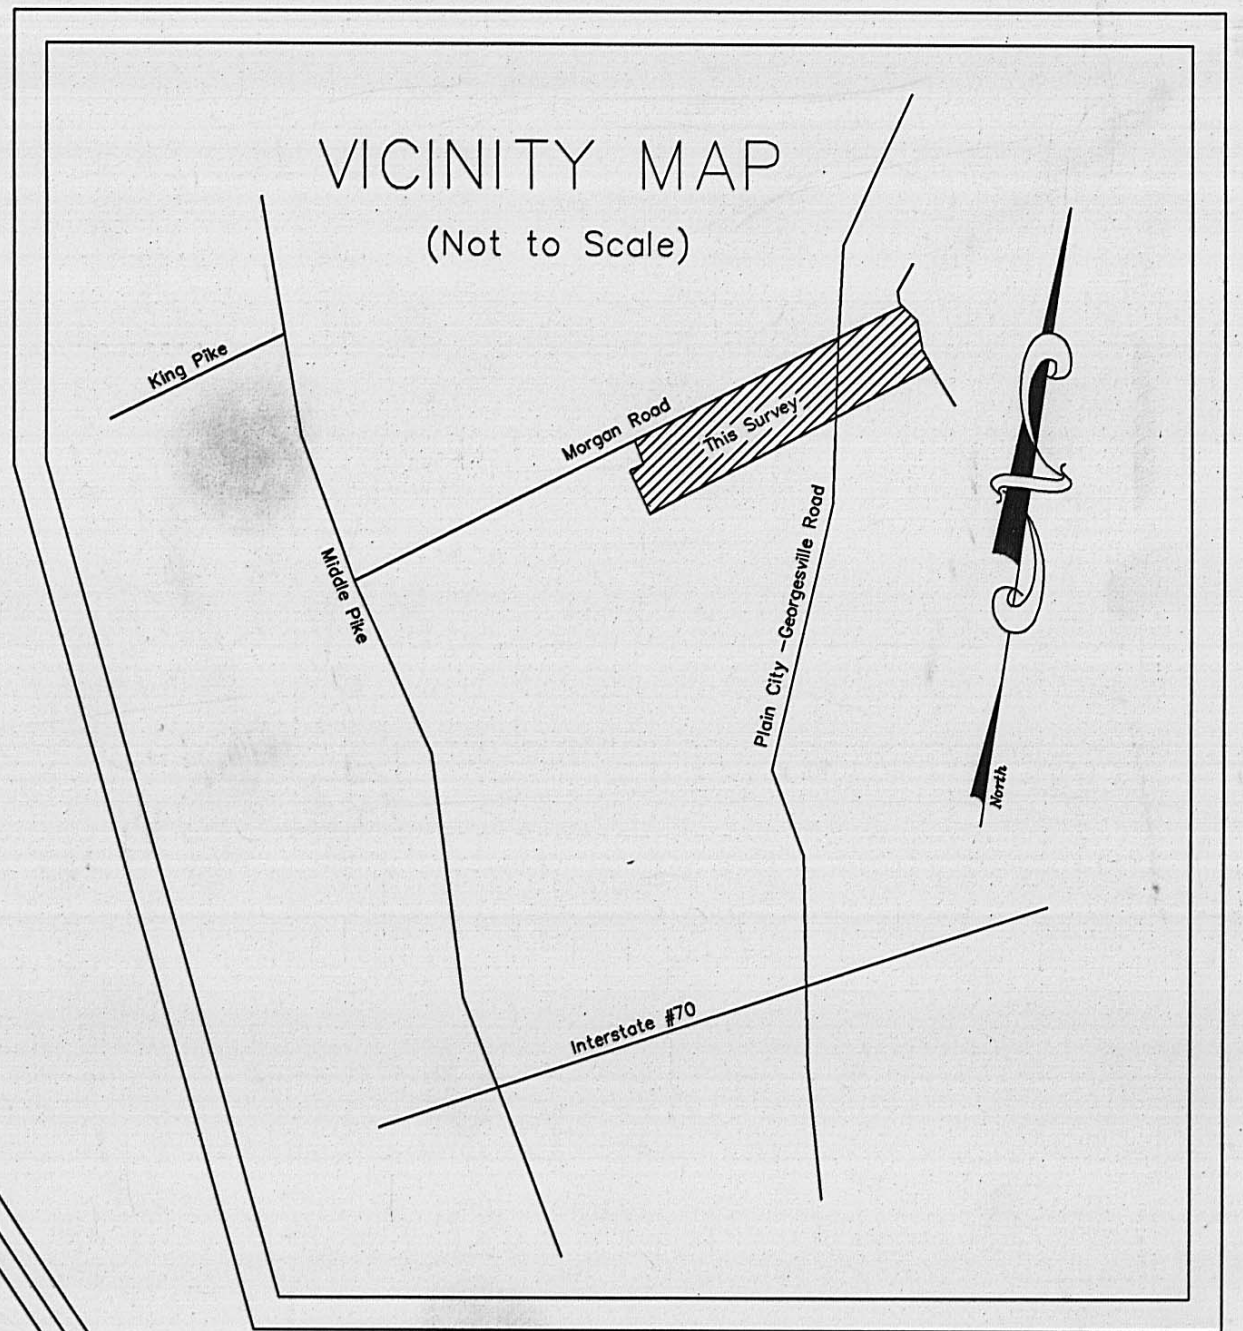 VICINITY MAP
(Not to Scale)
King Pike
Morgan Road
This Survey
Middle Pike
Plain City -Georgesville Road
North
Interstate #70